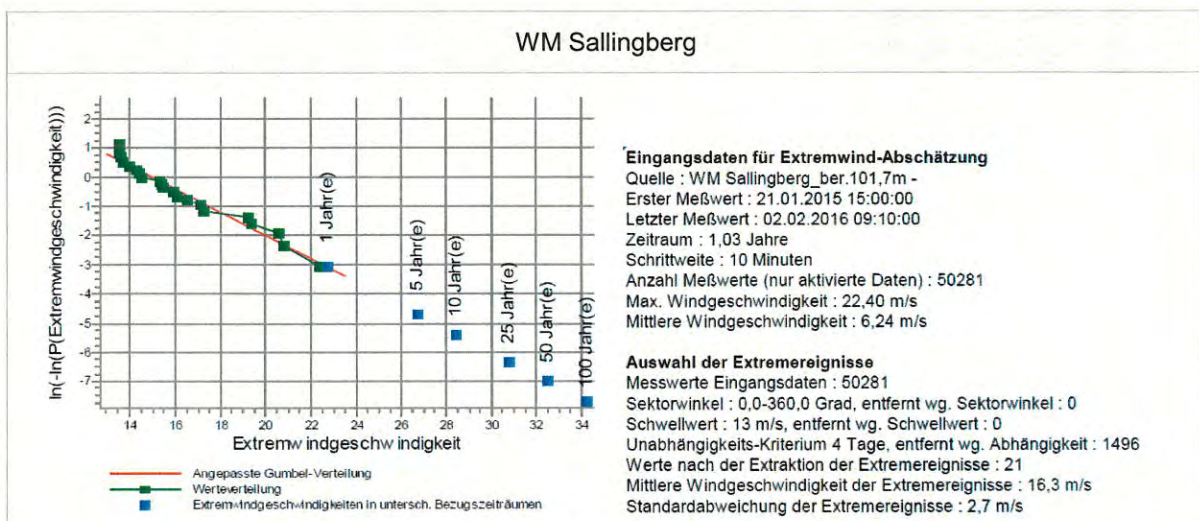 WM Sallingberg
ln(-ln(P(Extremwindgeschwindigkeit)))
2
1
0
-1
-2
-3
-4
-5
-6
-7
1 Jahr(e)
5 Jahr(e)
10 Jahr(e)
25 Jahr(e)
50 Jahr(e)
100 Jahr(e)
14 16 18 20 22 24 26 28 30 32 34
Extremwindgeschwindigkeit
Angepasste Gumbel-Verteilung
Werteverteilung
Extremwindgeschwindigkeiten in untersch. Bezugszeiträumen
Eingangsdaten für Extremwind-Abschätzung
Quelle : WM Sallingberg_ber.101,7m -
Erster Meßwert : 21.01.2015 15:00:00
Letzter Meßwert : 02.02.2016 09:10:00
Zeitraum : 1,03 Jahre
Schrittweite : 10 Minuten
Anzahl Meßwerte (nur aktivierte Daten) : 50281
Max. Windgeschwindigkeit : 22,40 m/s
Mittlere Windgeschwindigkeit : 6,24 m/s
Auswahl der Extremereignisse
Messwerte Eingangsdaten : 50281
Sektorwinkel : 0,0-360,0 Grad, entfernt wg. Sektorwinkel : 0
Schwellwert : 13 m/s, entfernt wg. Schwellwert : 0
Unabhängigkeits-Kriterium 4 Tage, entfernt wg. Abhängigkeit : 1496
Werte nach der Extraktion der Extremereignisse : 21
Mittlere Windgeschwindigkeit der Extremereignisse : 16,3 m/s
Standardabweichung der Extremereignisse : 2,7 m/s